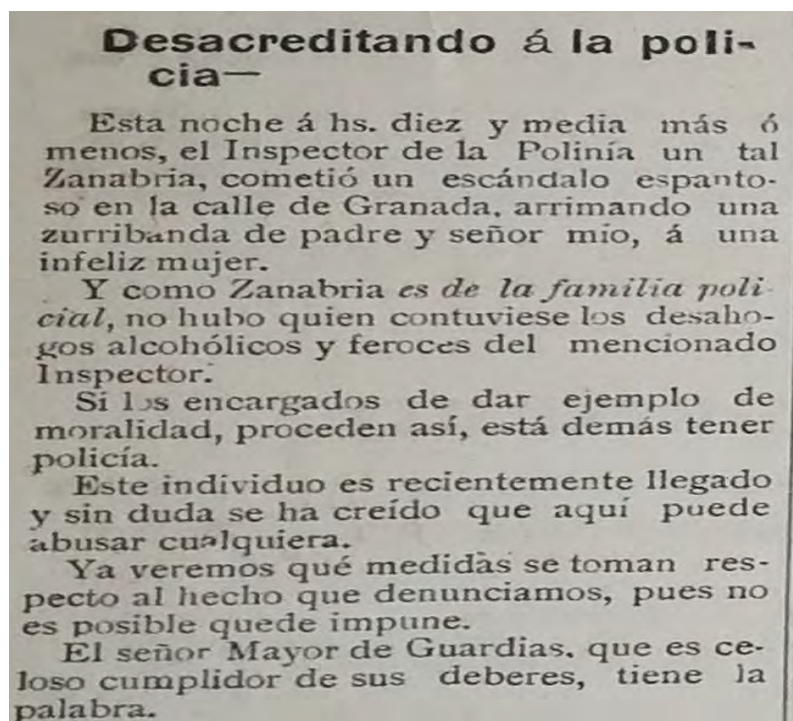 Desacreditando á la poli-
cia—
Esta noche á hs. diez y media más ó
menos, el Inspector de la Polinía un tal
Zanabria, cometió un escándalo espanto-
so en la calle de Granada, arrimando una
zurribanda de padre y señor mío, á una
infeliz mujer.
Y como Zanabria es de la familia poli-
cial, no hubo quien contuviese los desaho-
gos alcohólicos y feroces del mencionado
Inspector.
Si los encargados de dar ejemplo de
moralidad, proceden así, está demás tener
policía.
Este individuo es recientemente llegado
y sin duda se ha creído que aquí puede
abusar cualquiera.
Ya veremos qué medidas se toman res-
pecto al hecho que denunciamos, pues no
es posible quede impune.
El señor Mayor de Guardias, que es ce-
loso cumplidor de sus deberes, tiene la
palabra.